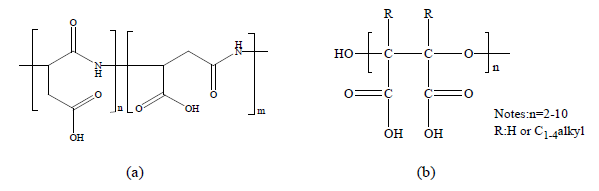 O
N
H
O
OH
n
O
OH
O
H
N
m
(a)
R R
HO C C O
n
O C C O
OH OH
Notes:n=2-10
R:H or C1-4alkyl
(b)